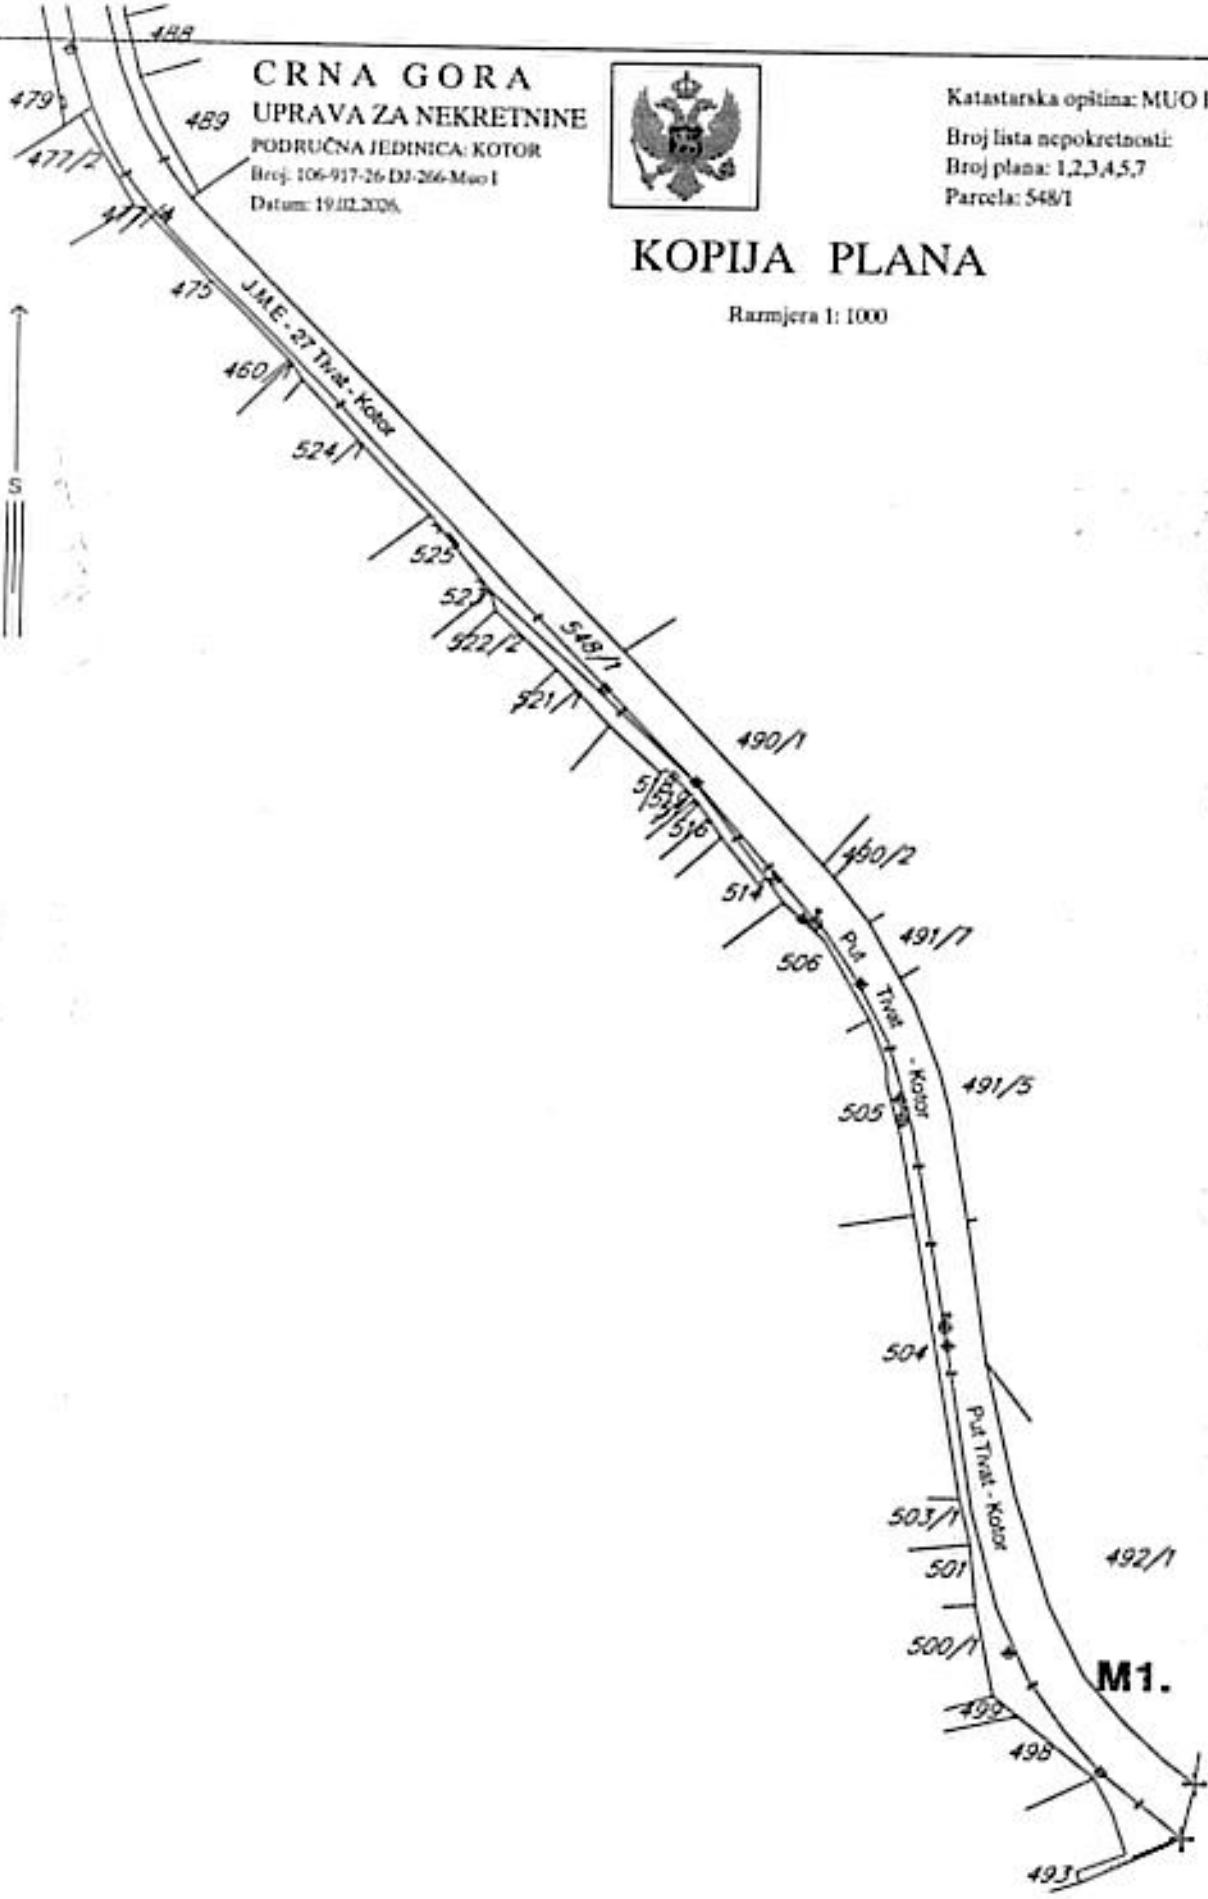 488
CRNA GORA
UPRAVA ZA NEKRETNINE
PODRUČNA JEDINICA: KOTOR
Broj: 106-917-26-DJ-266-Muo I
Datum: 19.02.2026.
Katastarska opština: MUO I
Broj lista nepokretnosti:
Broj plana: 1,2,3,4,5,7
Parcela: 548/1
KOPIJA PLANA
Razmjera 1: 1000
479
489
477/2
475
J.M.E - 27 Tivat - Kotor
460
524
S
525
523
522/2
548/1
521/1
490/1
516
490/2
514
491/7
506
Put Tivat - Kotor
491/5
505
504
Put Tivat - Kotor
503/1
492/1
501
500/1
M1.
499
498
493